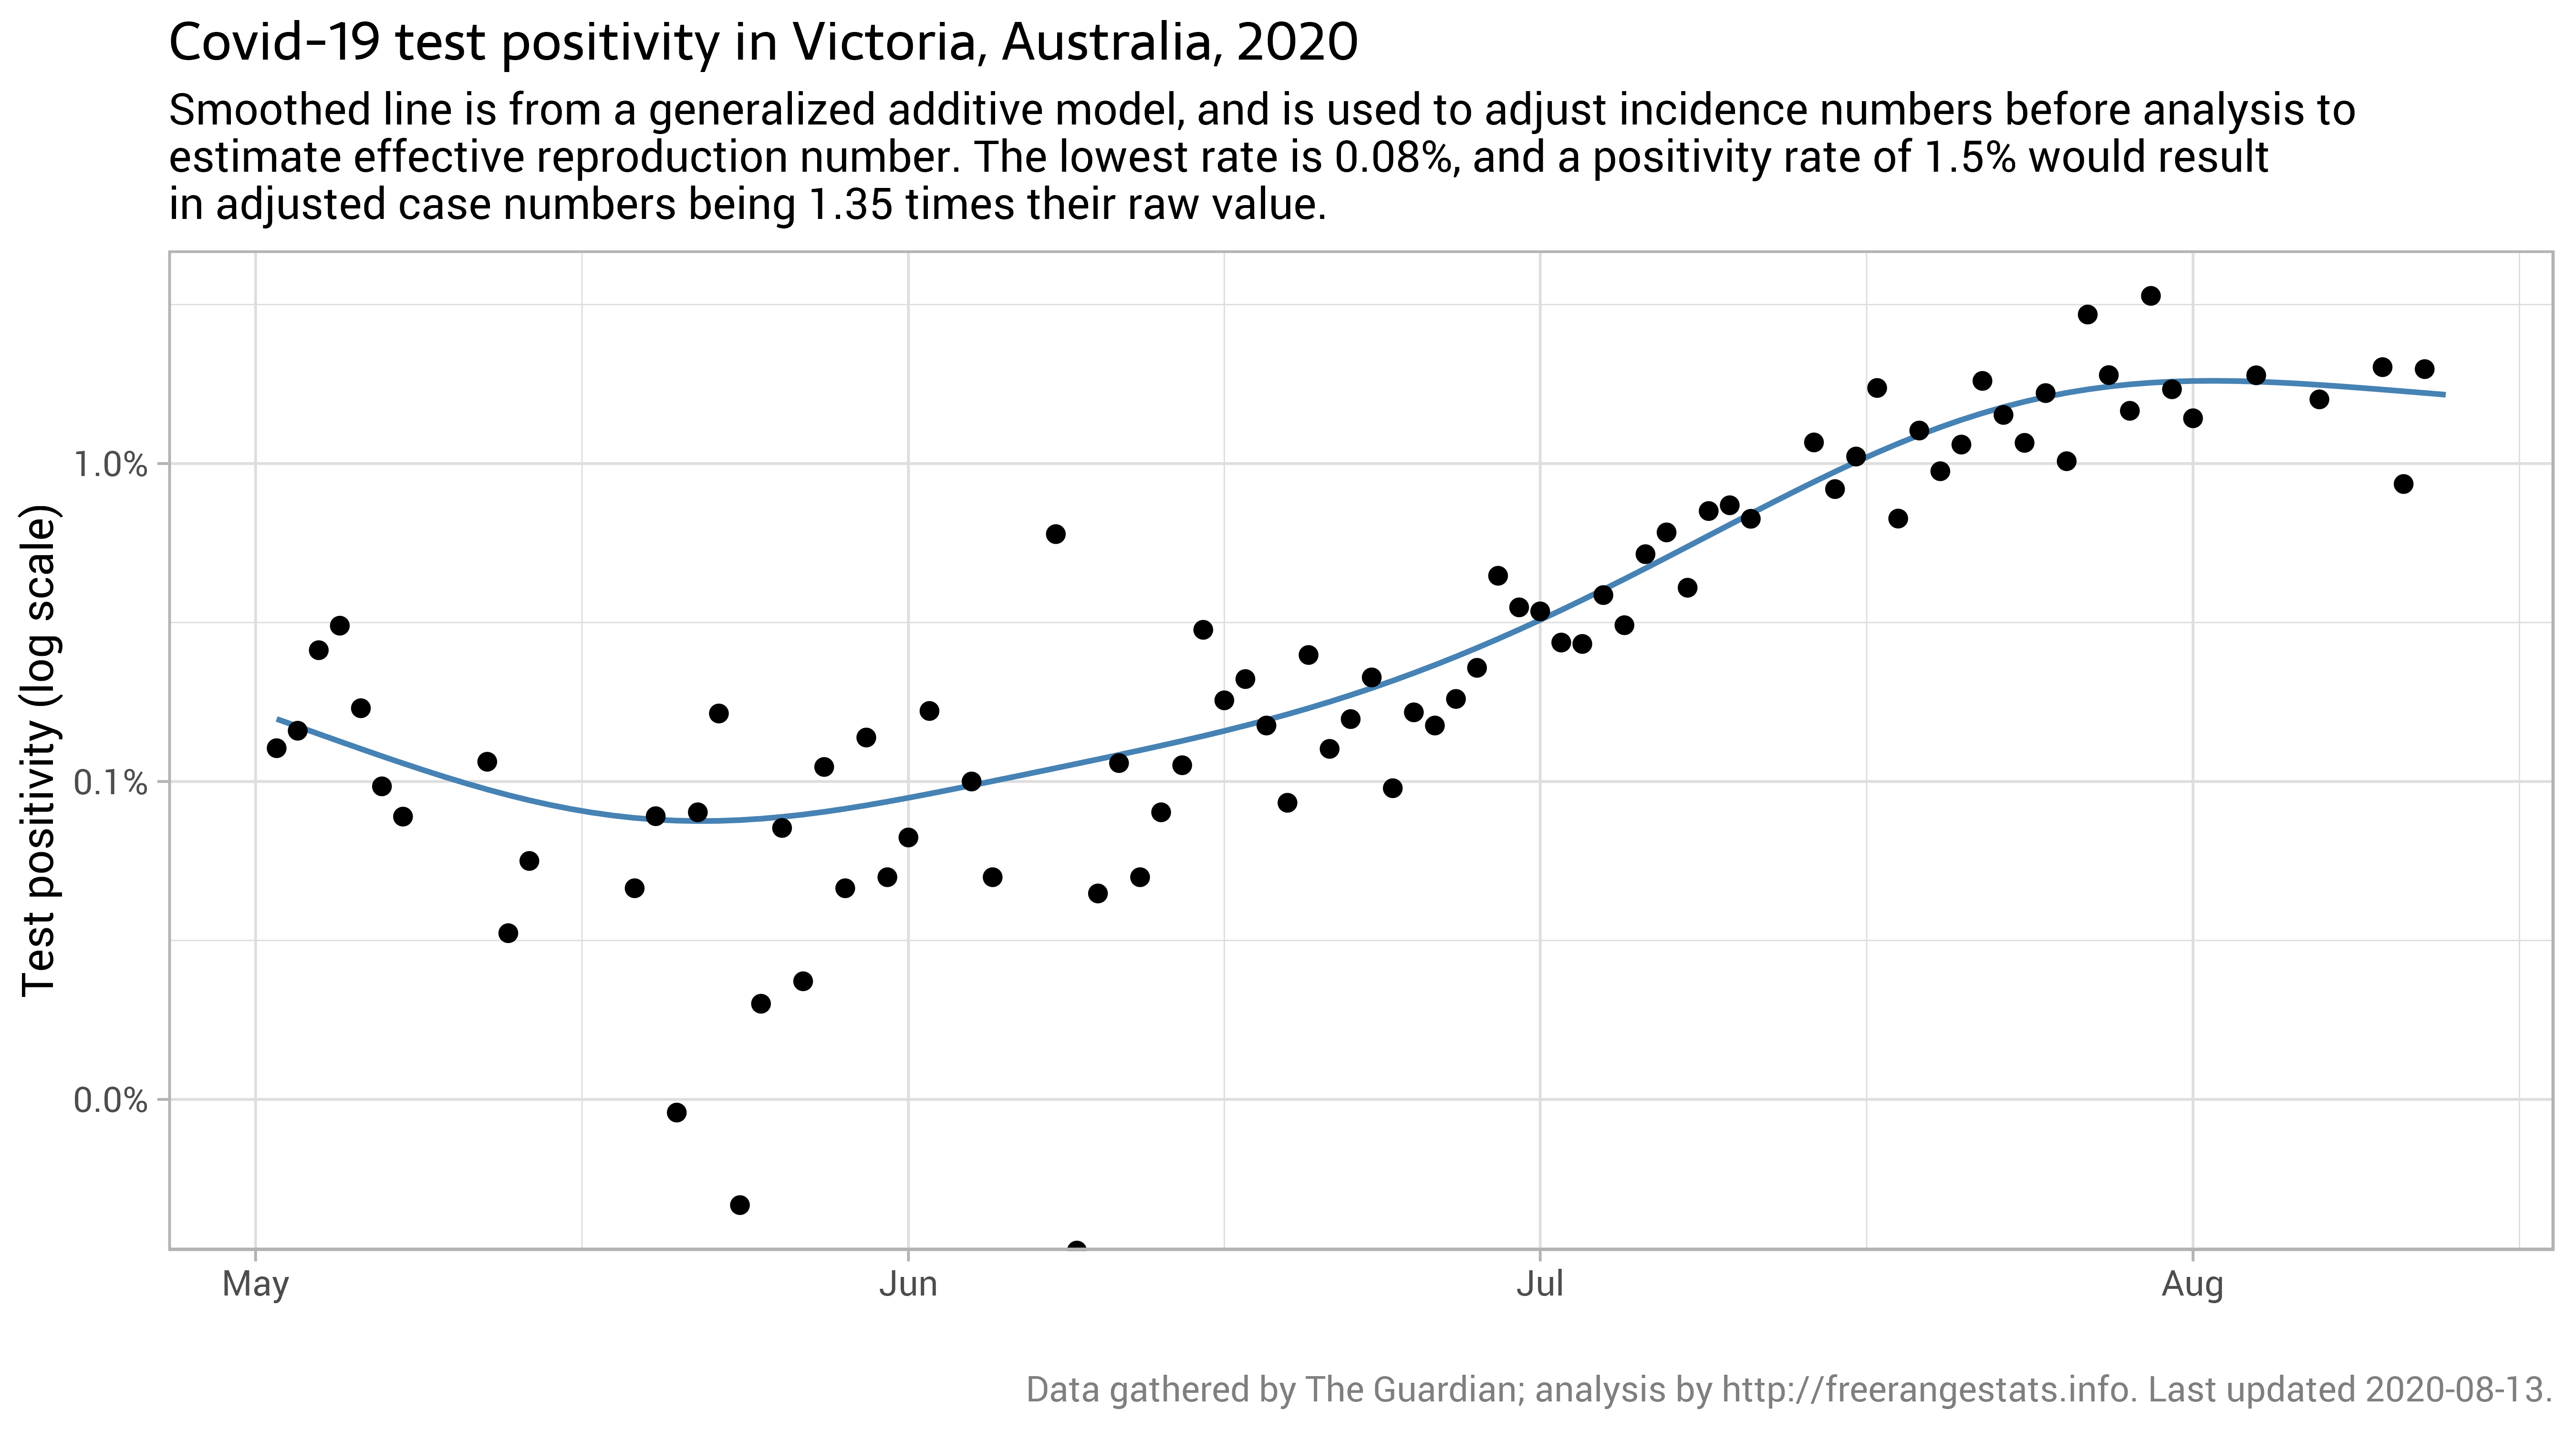 Covid-19 test positivity in Victoria, Australia, 2020
Smoothed line is from a generalized additive model, and is used to adjust incidence numbers before analysis to
estimate effective reproduction number. The lowest rate is 0.08%, and a positivity rate of 1.5% would result
in adjusted case numbers being 1.35 times their raw value.
Test positivity (log scale)
1.0%
0.1%
0.0%
May Jun Jul Aug
Data gathered by The Guardian; analysis by http://freerangestats.info. Last updated 2020-08-13.